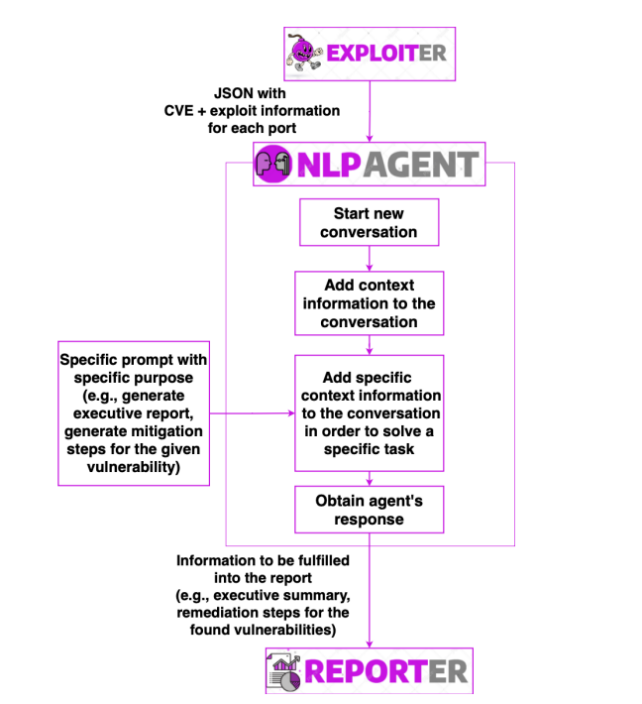 EXPLOITER
JSON with
CVE + exploit information
for each port
NLPAGENT
Start new
conversation
Add context
information to the
conversation
Specific prompt with
specific purpose
(e.g., generate
executive report,
generate mitigation
steps for the given
vulnerability)
Add specific
context information
to the conversation
in order to solve a
specific task
Obtain agent's
response
Information to be fulfilled
into the report
(e.g., executive summary,
remediation steps for the
found vulnerabilities)
REPORTER